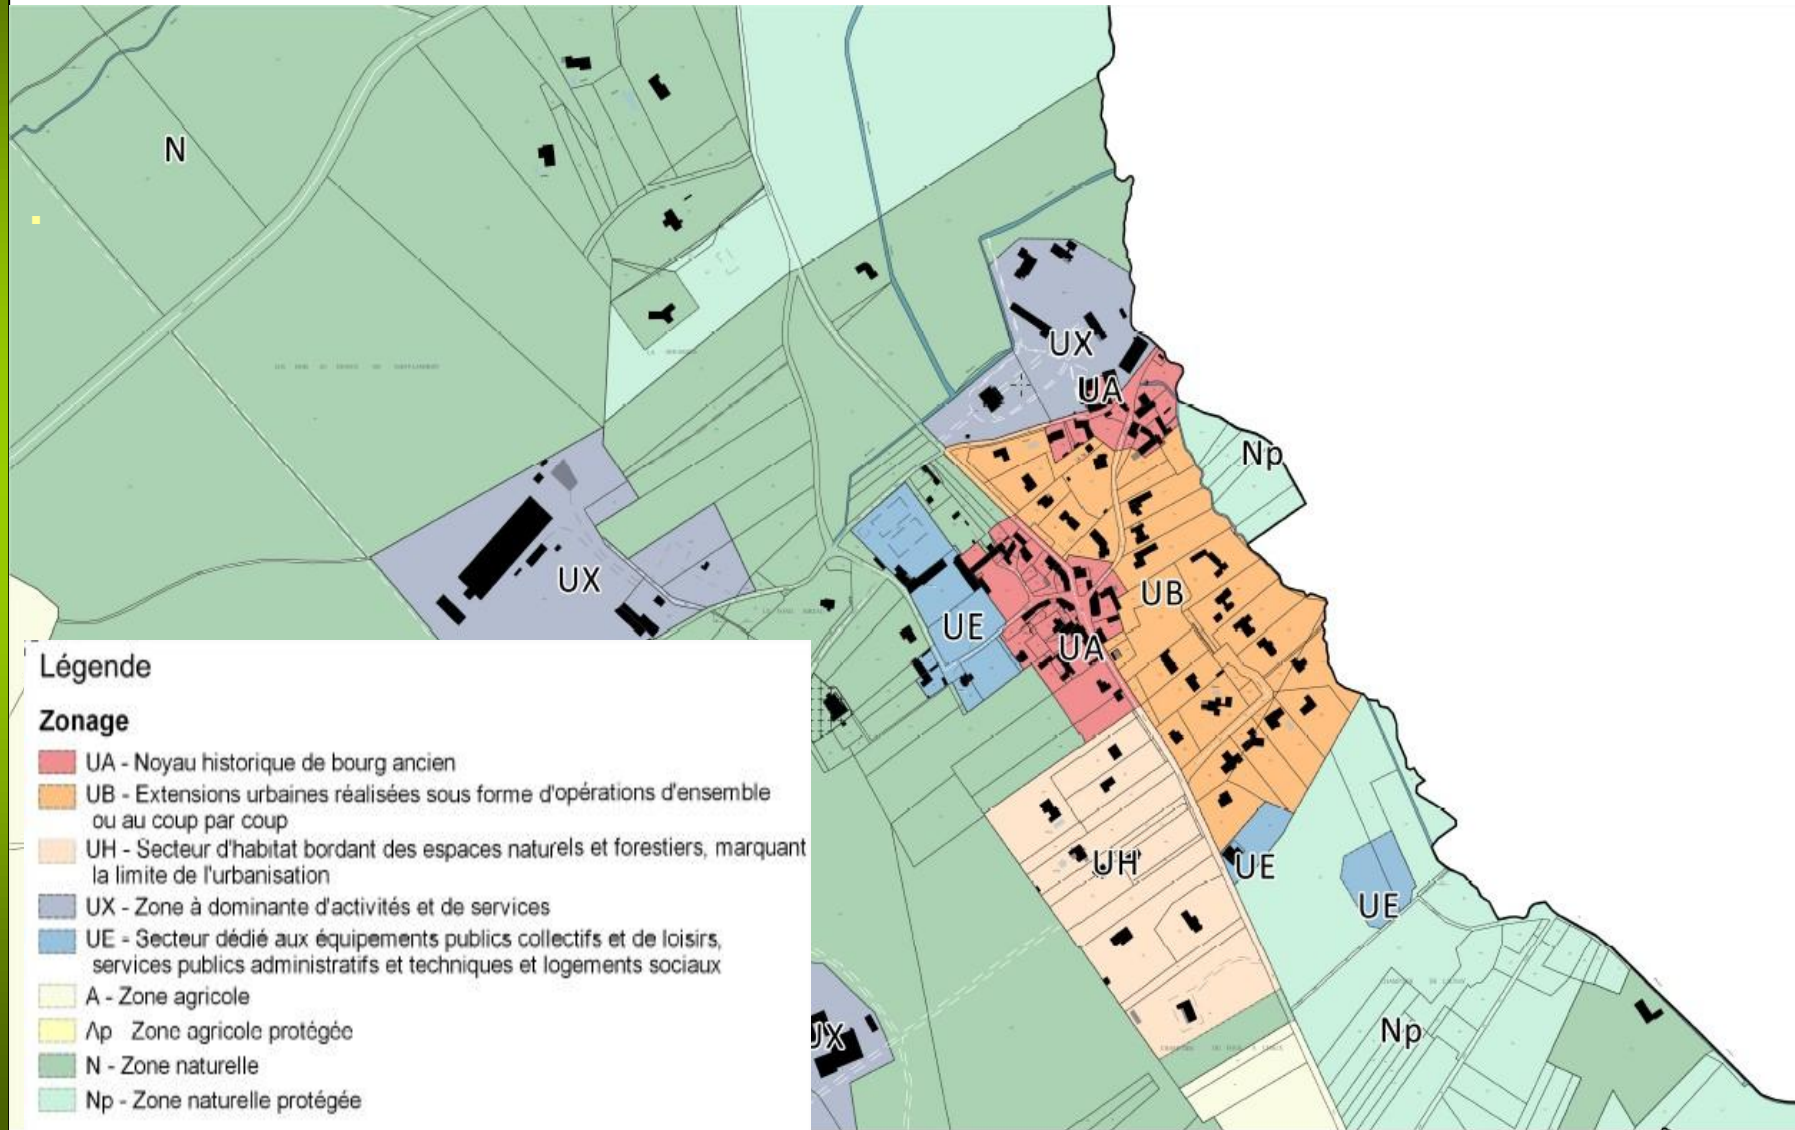 N
UX
UA
Np
UX
UB
UE
UA
UH
UE
UE
UX
Np
Légende
Zonage
UA - Noyau historique de bourg ancien
UB - Extensions urbaines réalisées sous forme d'opérations d'ensemble
ou au coup par coup
UH - Secteur d'habitat bordant des espaces naturels et forestiers, marquant
la limite de l'urbanisation
UX - Zone à dominante d'activités et de services
UE - Secteur dédié aux équipements publics collectifs et de loisirs,
services publics administratifs et techniques et logements sociaux
A - Zone agricole
Ap Zone agricole protégée
N - Zone naturelle
Np - Zone naturelle protégée